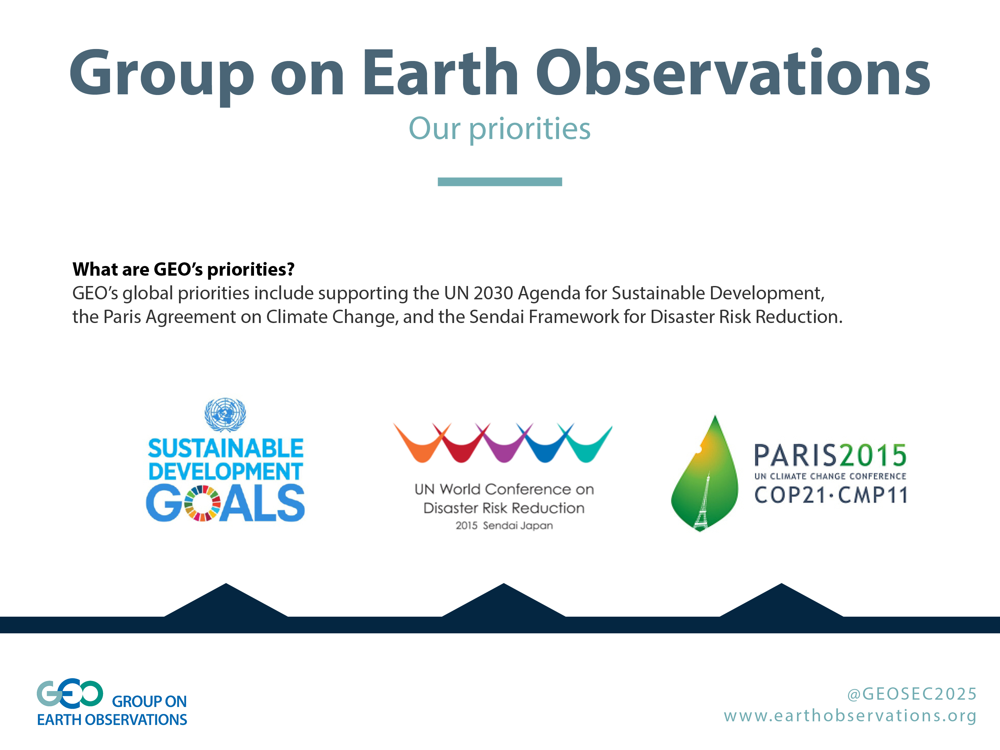 Group on Earth Observations
Our priorities
What are GEO’s priorities?
GEO’s global priorities include supporting the UN 2030 Agenda for Sustainable Development,
the Paris Agreement on Climate Change, and the Sendai Framework for Disaster Risk Reduction.
SUSTAINABLE
DEVELOPMENT
GOALS
UN World Conference on
Disaster Risk Reduction
2015 Sendai Japan
PARIS2015
UN CLIMATE CHANGE CONFERENCE
COP21·CMP11
GEO GROUP ON
EARTH OBSERVATIONS
@GEOSEC2025
www.earthobservations.org